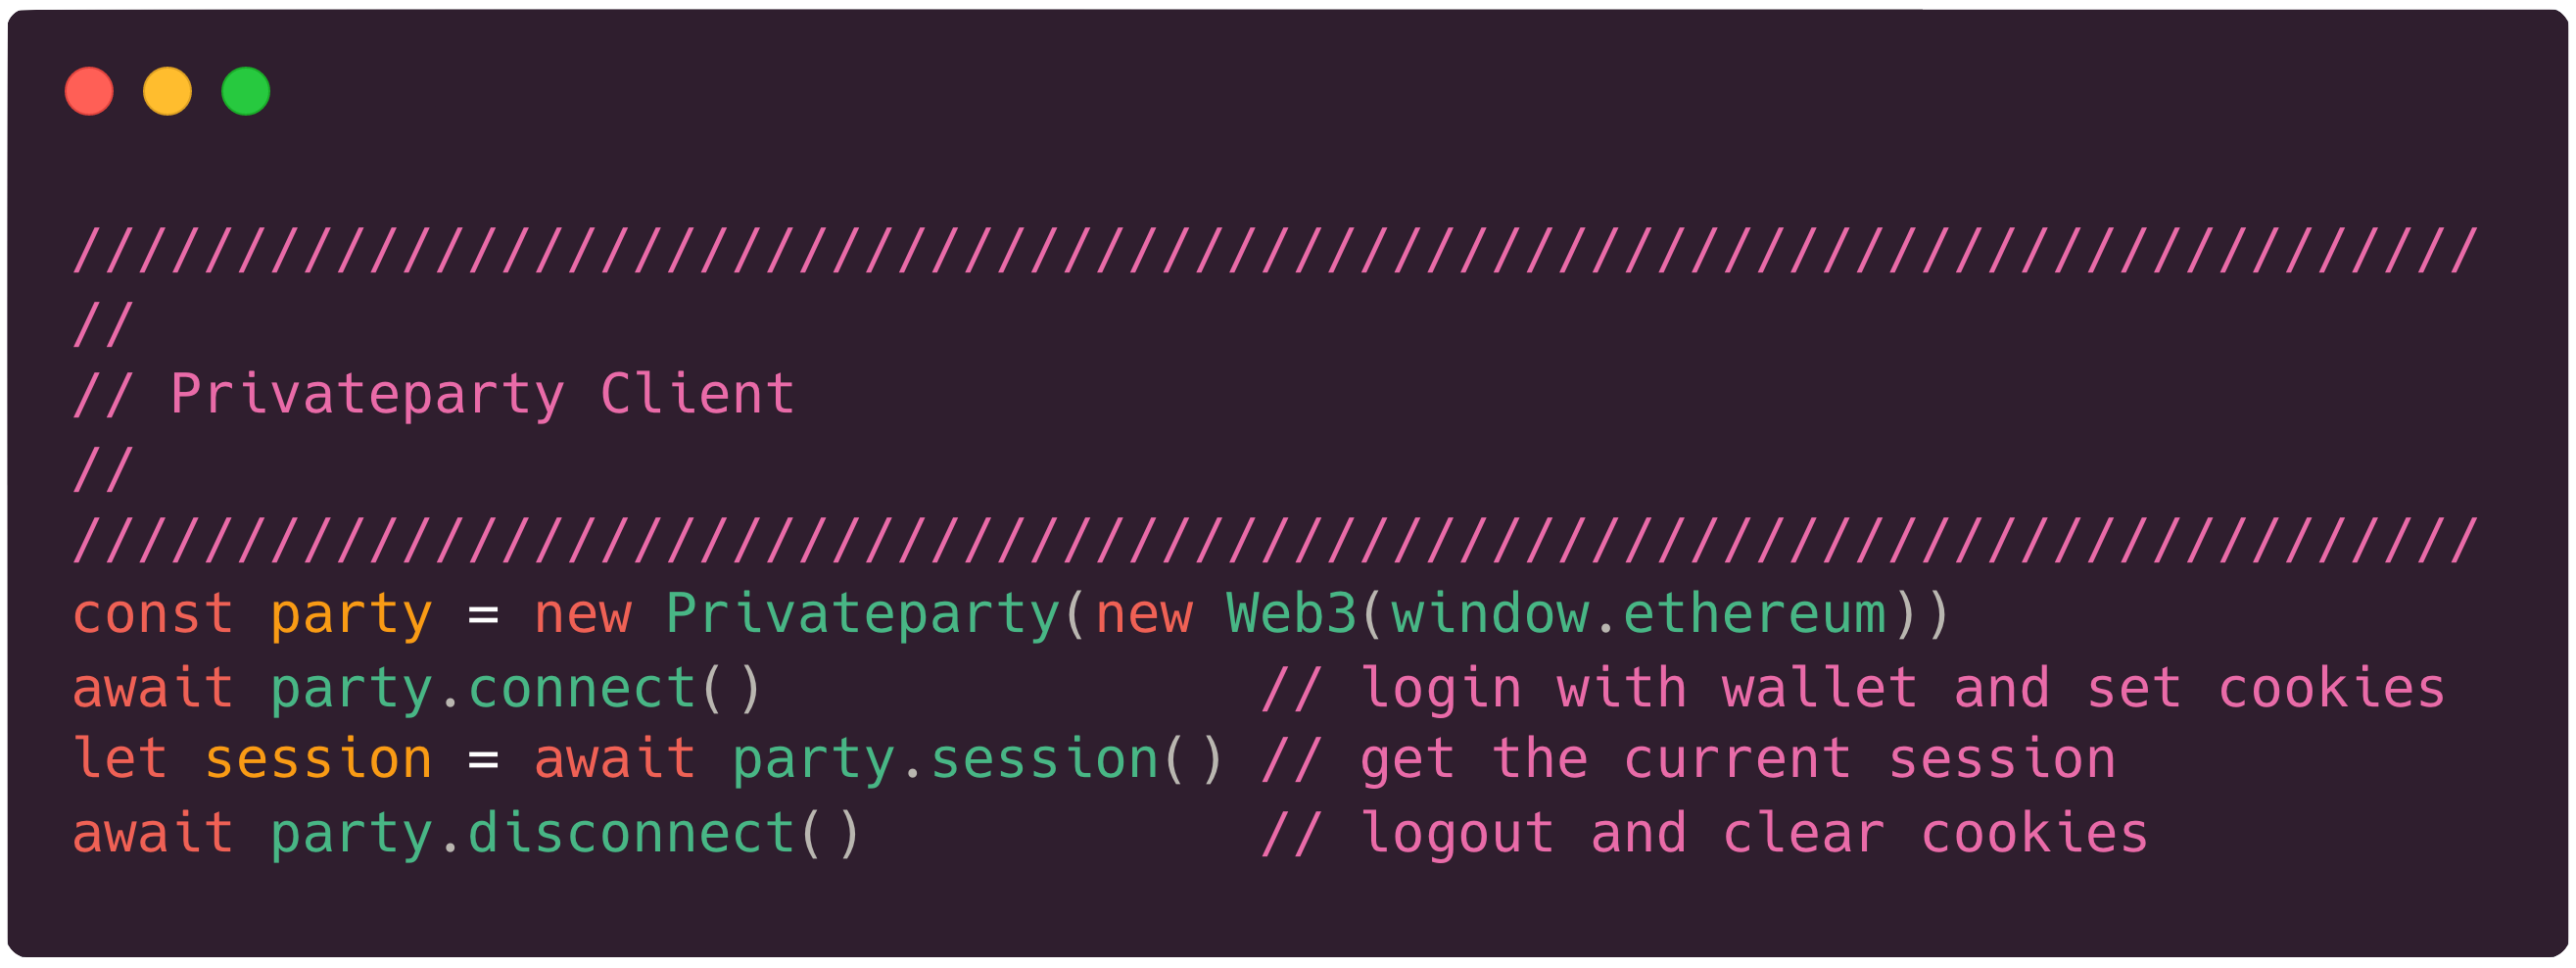 /////////////////////////////////////////////////////////////////////////
//
// Privateparty Client
//
/////////////////////////////////////////////////////////////////////////
const party = new Privateparty(new Web3(window.ethereum))
await party.connect()               // login with wallet and set cookies
let session = await party.session() // get the current session
await party.disconnect()            // logout and clear cookies